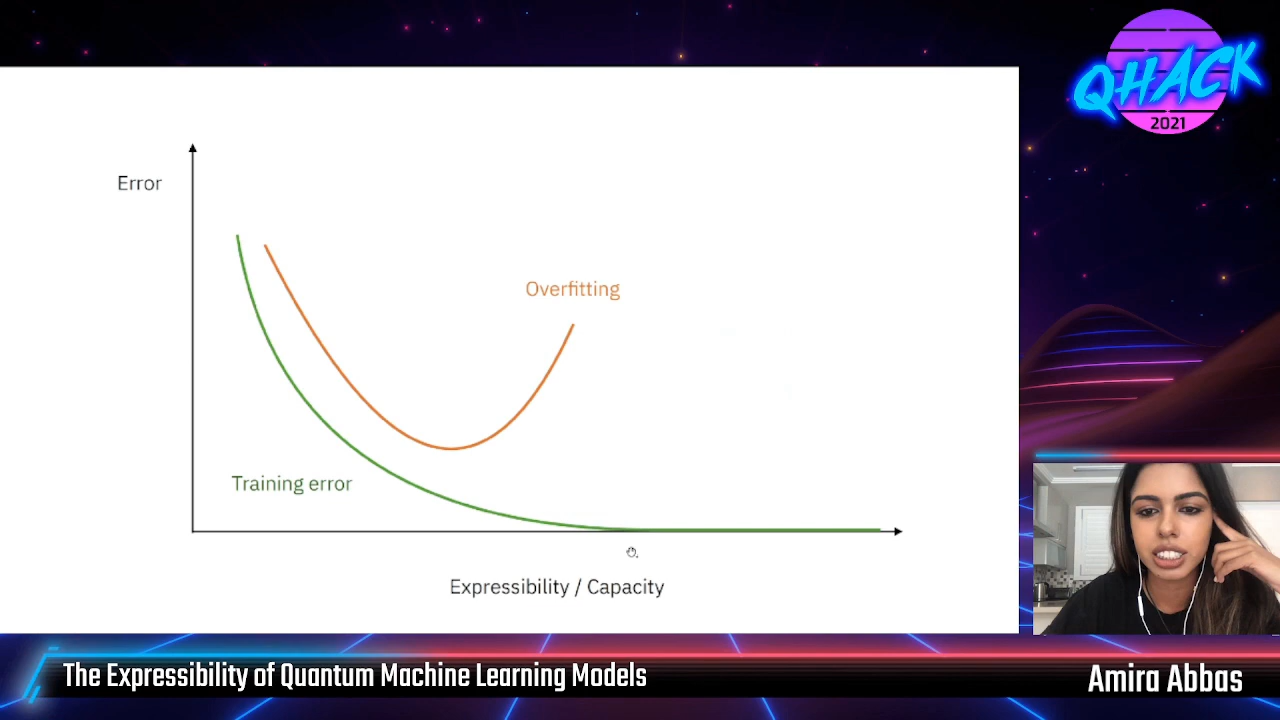 QHACK
2021
Error
Overfitting
Training error
Expressibility / Capacity
The Expressibility of Quantum Machine Learning Models
Amira Abbas